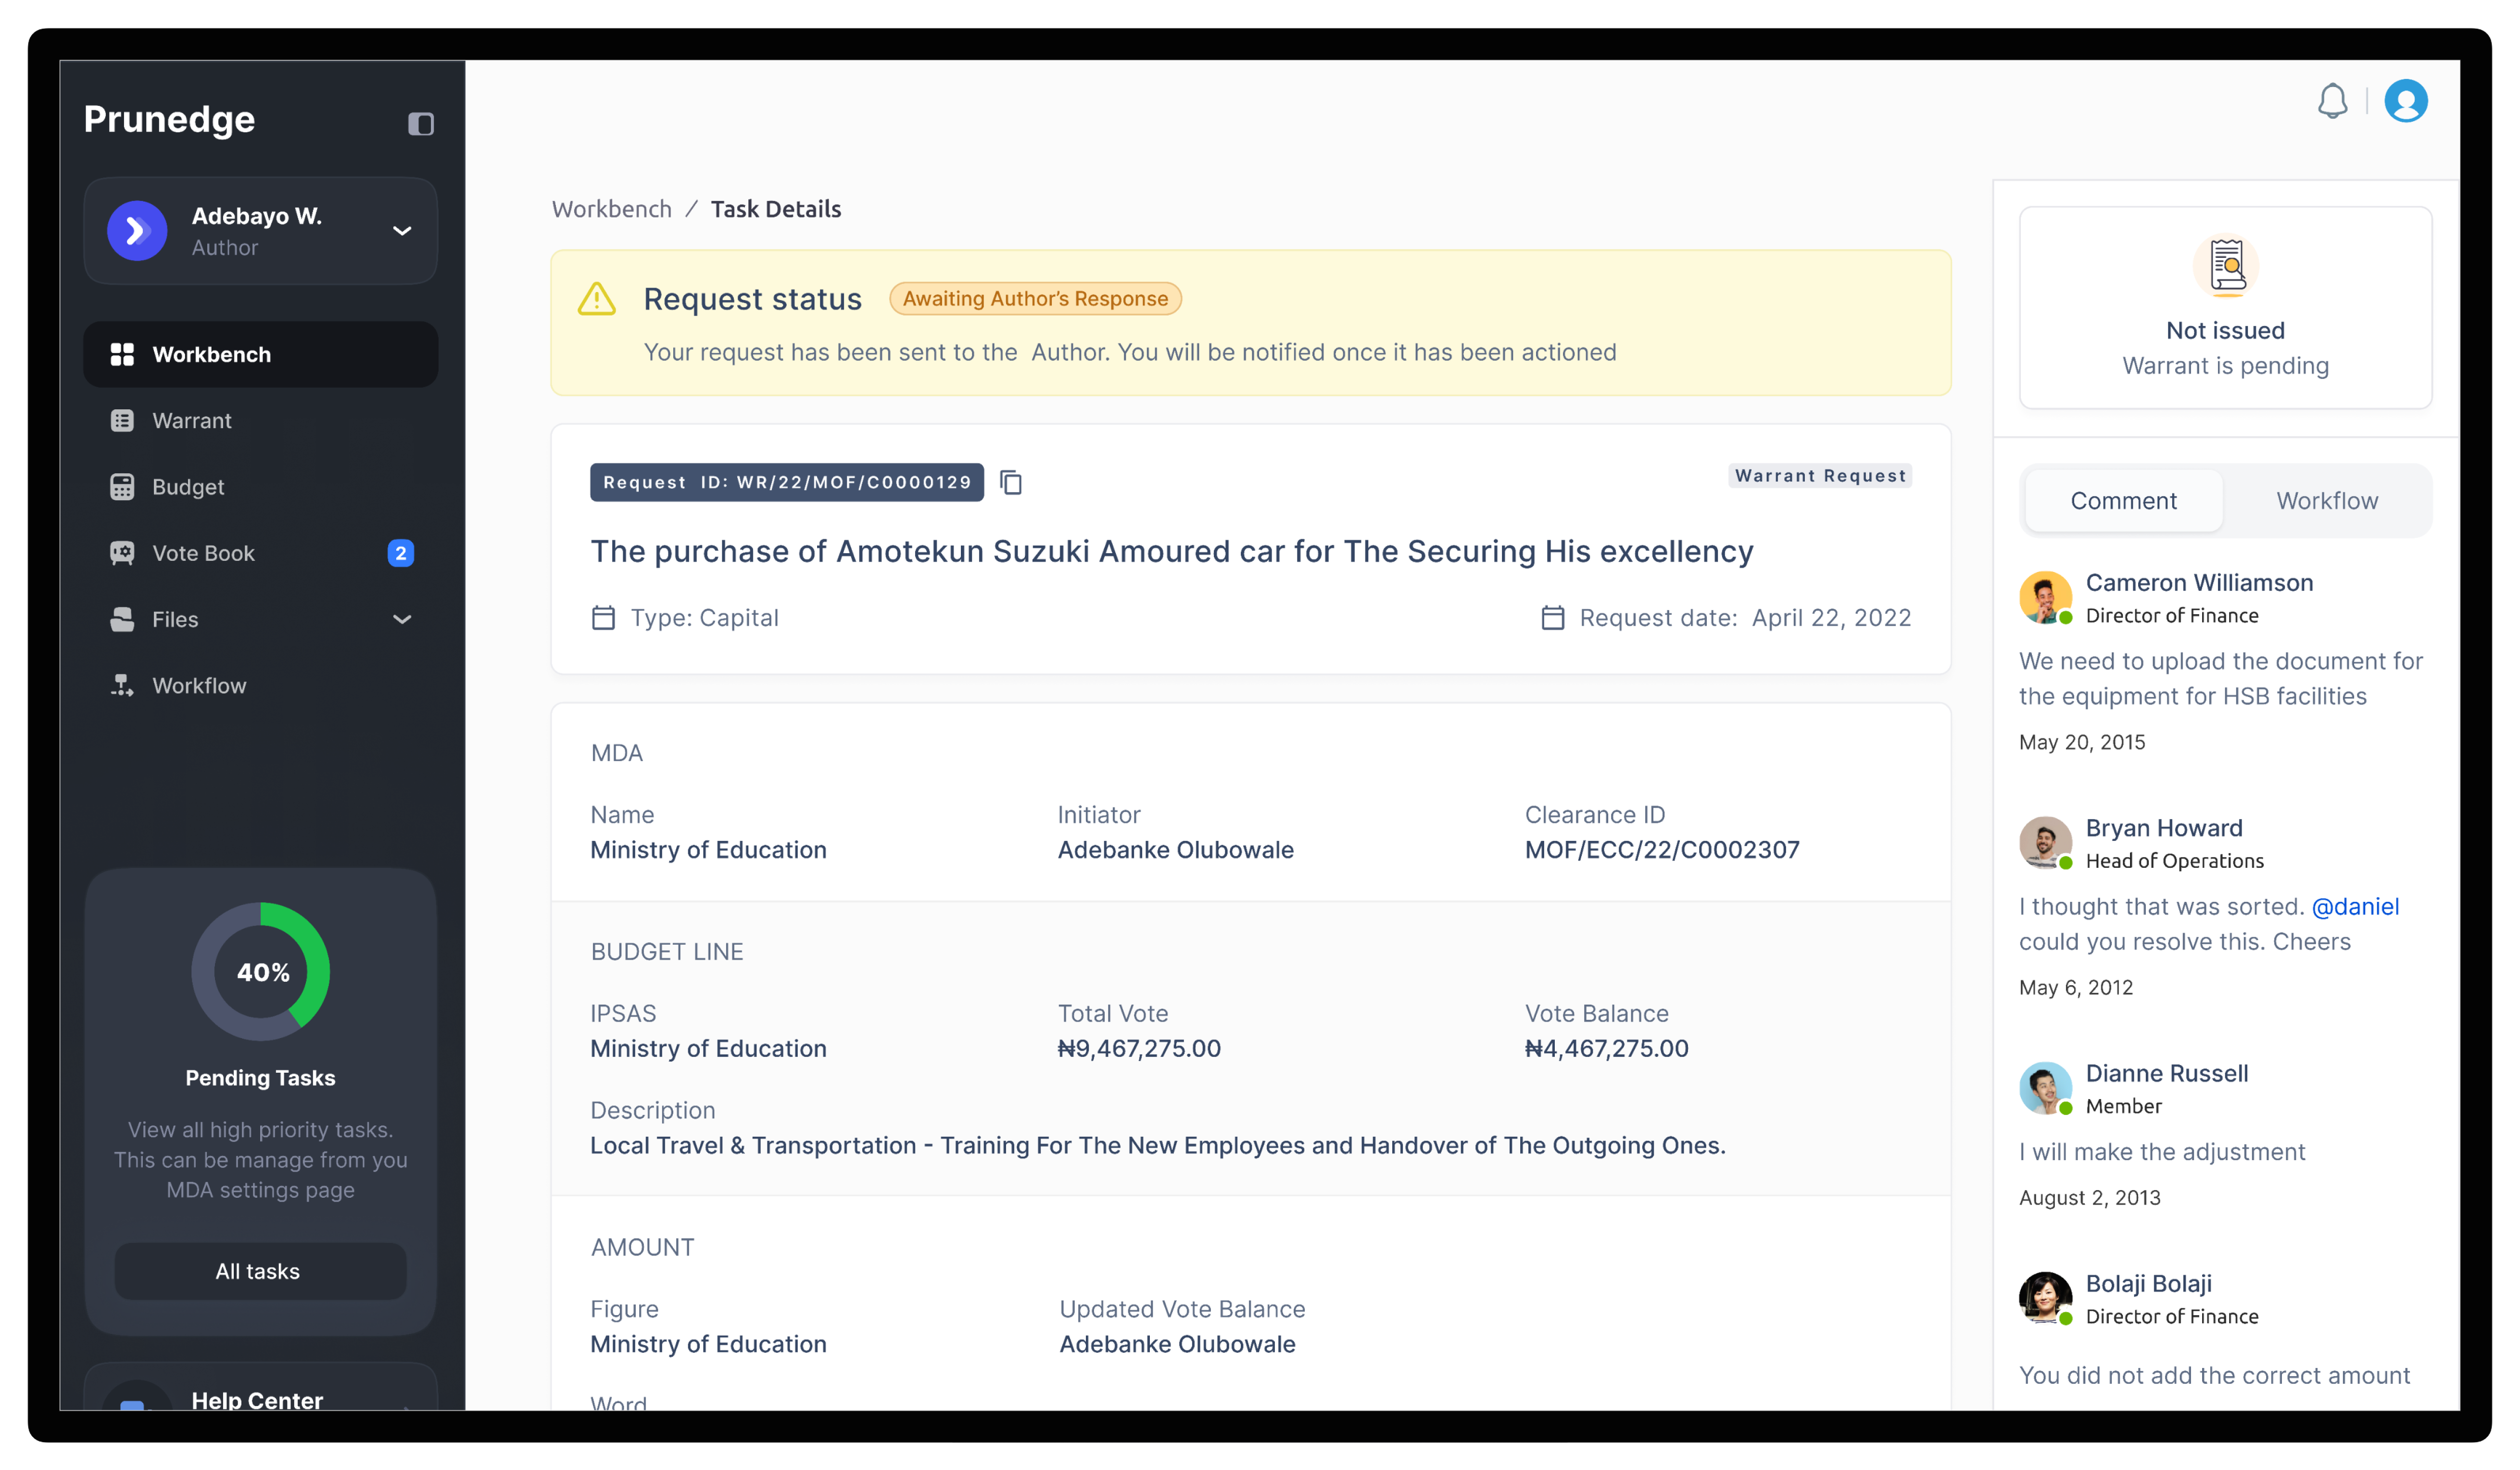 Prunedge
Adebayo W.
Author
Workbench
Warrant
Budget
Vote Book
2
Files
Workflow
40%
Pending Tasks
View all high priority tasks.
This can be manage from you
MDA settings page
All tasks
Help Center
Workbench / Task Details
Request status
Awaiting Author’s Response
Your request has been sent to the Author. You will be notified once it has been actioned
Request ID: WR/22/MOF/C0000129
Warrant Request
The purchase of Amotekun Suzuki Amoured car for The Securing His excellency
Type: Capital
Request date: April 22, 2022
MDA
Name
Ministry of Education
Initiator
Adebanke Olubowale
Clearance ID
MOF/ECC/22/C0002307
BUDGET LINE
IPSAS
Ministry of Education
Total Vote
₦9,467,275.00
Vote Balance
₦4,467,275.00
Description
Local Travel & Transportation - Training For The New Employees and Handover of The Outgoing Ones.
AMOUNT
Figure
Ministry of Education
Updated Vote Balance
Adebanke Olubowale
Word
Not issued
Warrant is pending
Comment
Workflow
Cameron Williamson
Director of Finance
We need to upload the document for
the equipment for HSB facilities
May 20, 2015
Bryan Howard
Head of Operations
I thought that was sorted. @daniel
could you resolve this. Cheers
May 6, 2012
Dianne Russell
Member
I will make the adjustment
August 2, 2013
Bolaji Bolaji
Director of Finance
You did not add the correct amount